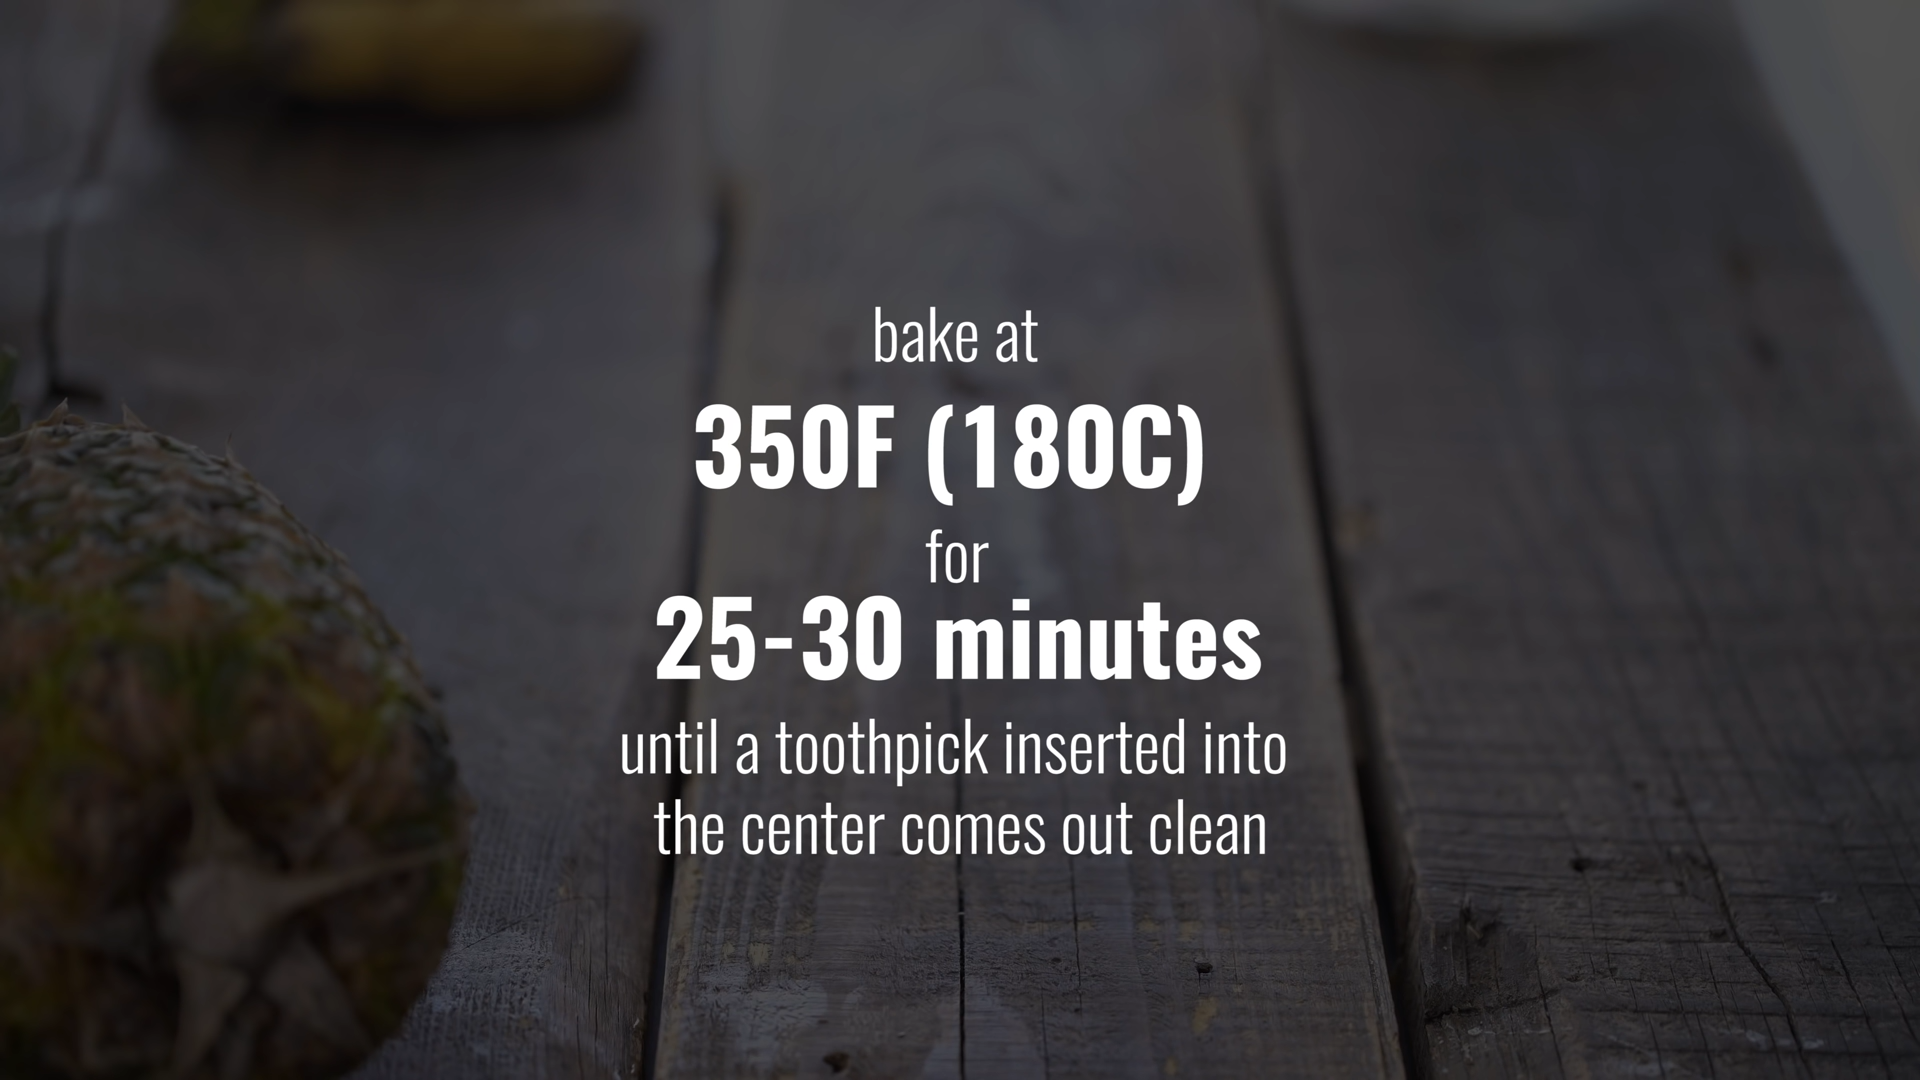 bake at
350F (180C)
for
25-30 minutes
until a toothpick inserted into
the center comes out clean